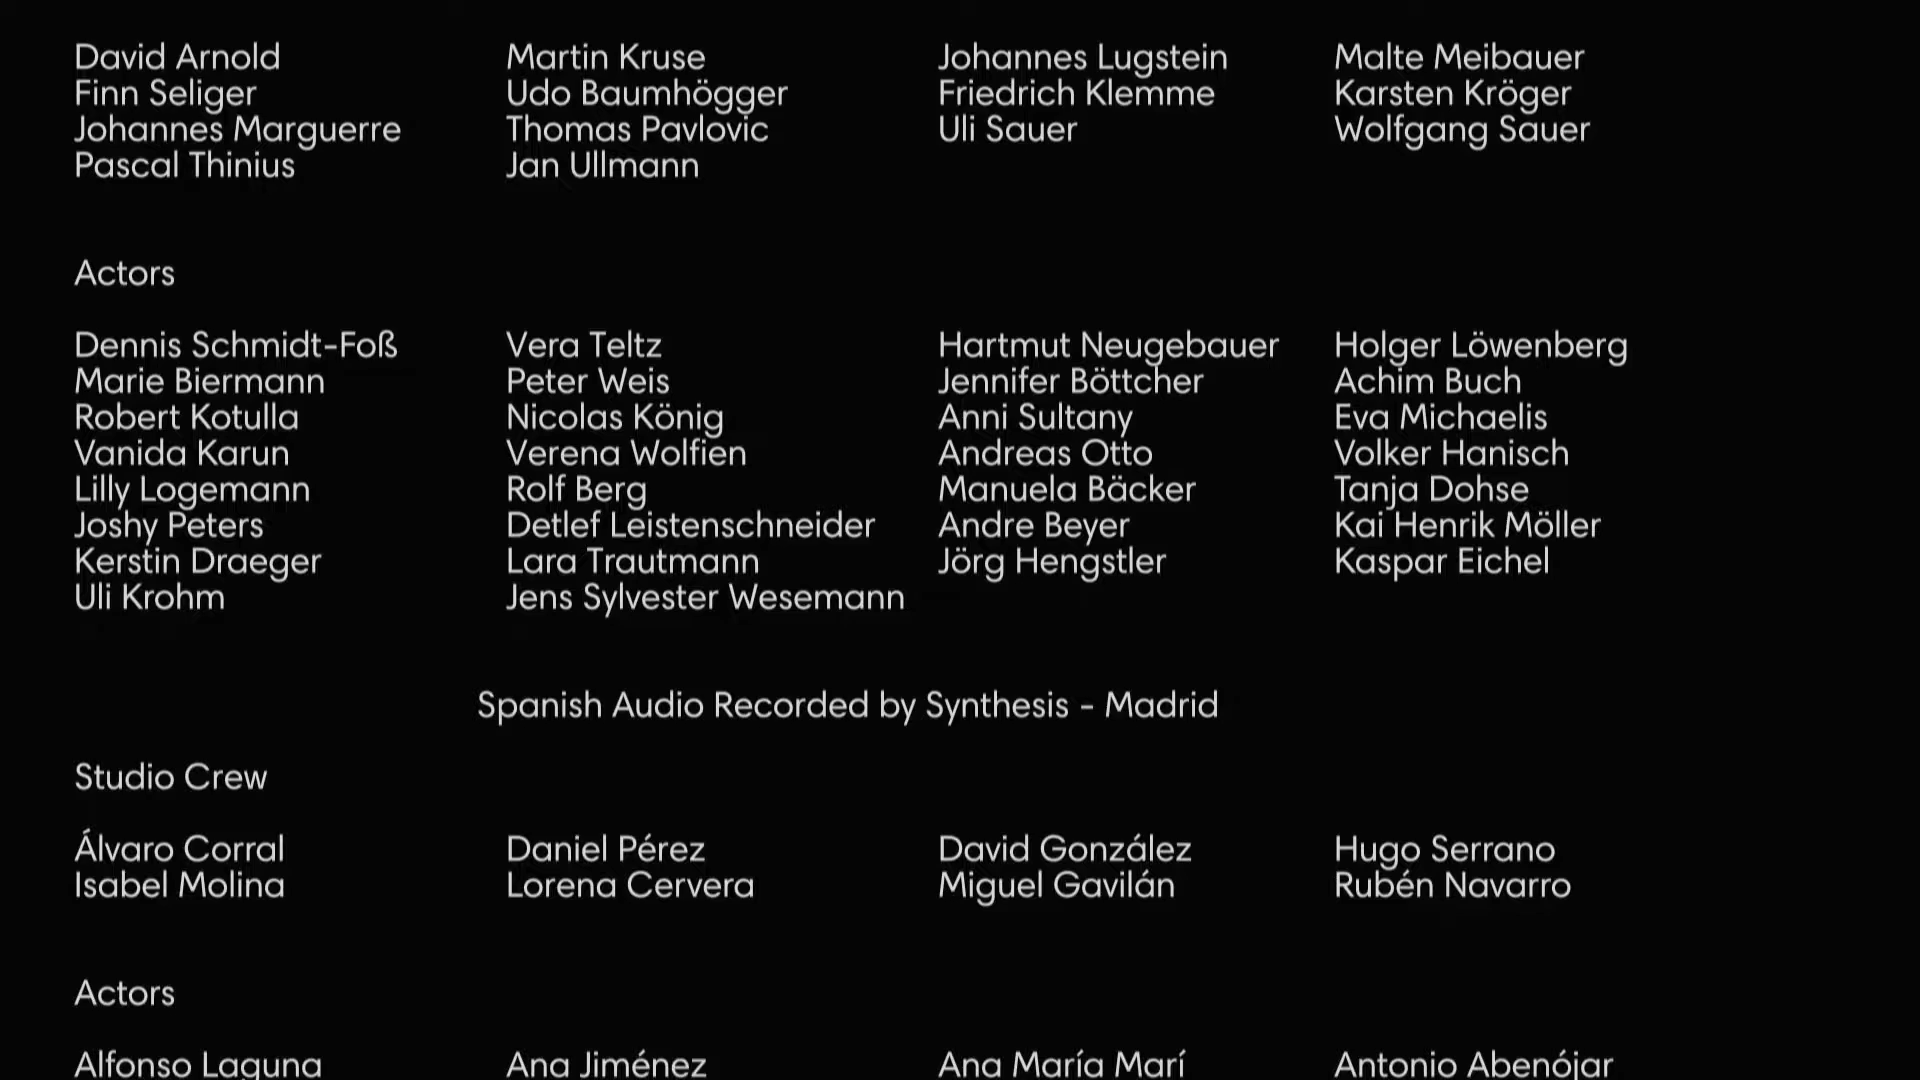 David Arnold Martin Kruse Johannes Lugstein Malte Meibauer
Finn Seliger Udo Baumhögger Friedrich Klemme Karsten Kröger
Johannes Marguerre Thomas Pavlovic Uli Sauer Wolfgang Sauer
Pascal Thinius Jan Ullmann
Actors
Dennis Schmidt-Foß Vera Teltz Hartmut Neugebauer Holger Löwenberg
Marie Biermann Peter Weis Jennifer Böttcher Achim Buch
Robert Kotulla Nicolas König Anni Sultany Eva Michaelis
Vanida Karun Verena Wolfien Andreas Otto Volker Hanisch
Lilly Logemann Rolf Berg Manuela Bäcker Tanja Dohse
Joshy Peters Detlef Leistenschneider Andre Beyer Kai Henrik Möller
Kerstin Draeger Lara Trautmann Jörg Hengstler Kaspar Eichel
Uli Krohm Jens Sylvester Wesemann
Spanish Audio Recorded by Synthesis - Madrid
Studio Crew
Álvaro Corral Daniel Pérez David González Hugo Serrano
Isabel Molina Lorena Cervera Miguel Gavilán Rubén Navarro
Actors
Alfonso Laguna Ana Jiménez Ana María Marí Antonio Abenójar